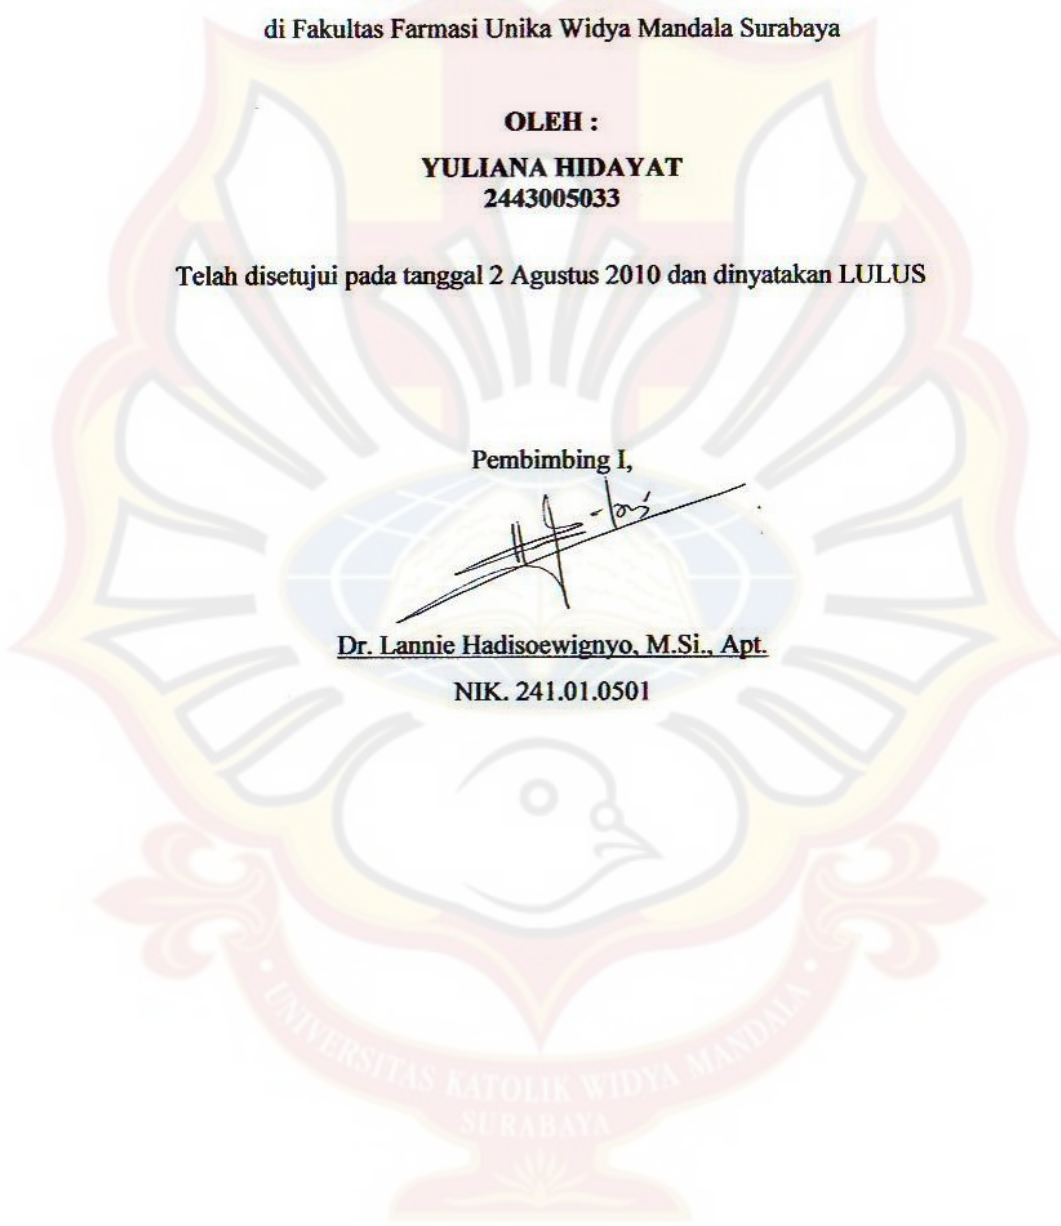 di Fakultas Farmasi Unika Widya Mandala Surabaya
OLEH :
YULIANA HIDAYAT
2443005033
Telah disetujui pada tanggal 2 Agustus 2010 dan dinyatakan LULUS
Pembimbing I,
Dr. Lannie Hadisoewignyo, M.Si., Apt.
NIK. 241.01.0501
UNIVERSITAS KATOLIK WIDYA MANDALA
SURABAYA